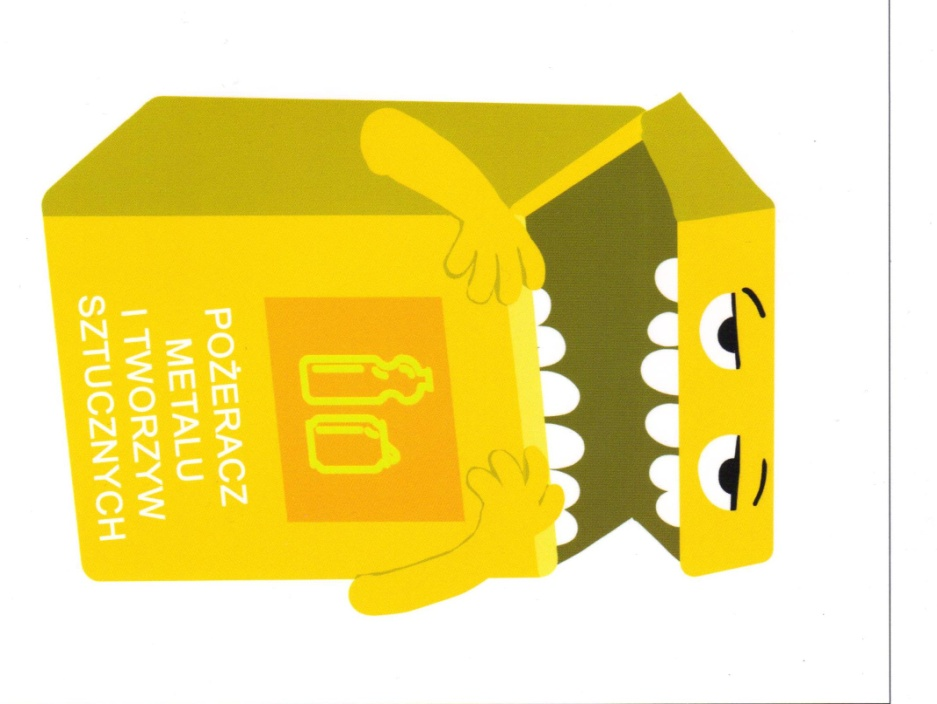 POŻERACZ
METALU
I TWORZYW
SZTUCZNYCH